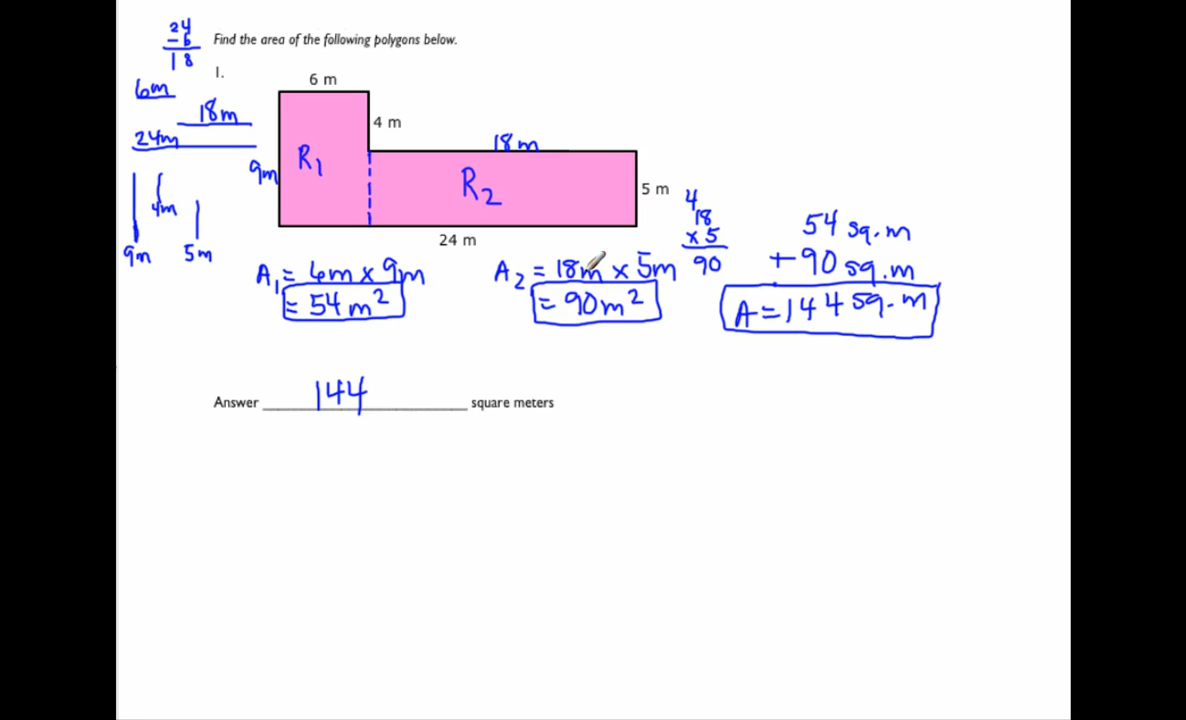 24
-6
18
Find the area of the following polygons below.
1.
6m
18m
24m
9m
4m
5m
6 m
4 m
18m
9m
R1
R2
5 m
24 m
A1 = 6m x 9m
= 54 m²
A2 = 18m x 5m
= 90m²
4
18
x 5
90
54 sq. m
+ 90 sq. m
A = 144 sq. m
Answer 144 square meters